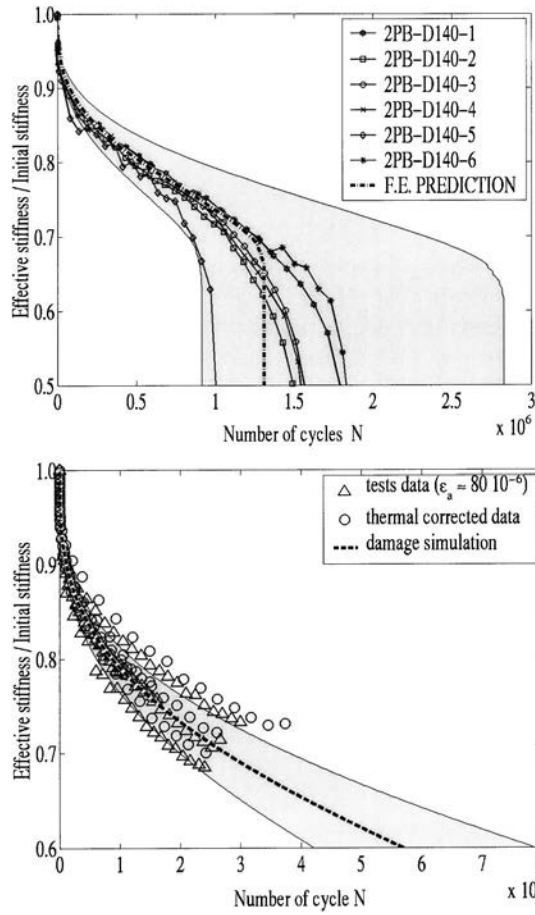 1.0
0.9
0.8
0.7
0.6
0.5
Effective stiffness / Initial stiffness
2PB-D140-1
2PB-D140-2
2PB-D140-3
2PB-D140-4
2PB-D140-5
2PB-D140-6
F.E. PREDICTION
0 0.5 1 1.5 2 2.5 3
Number of cycles N
x 10^6
1.0
0.9
0.8
0.7
0.6
Effective stiffness / Initial stiffness
tests data (ε_a = 80 10^-6)
thermal corrected data
damage simulation
0 1 2 3 4 5 6 7
Number of cycle N
x 10